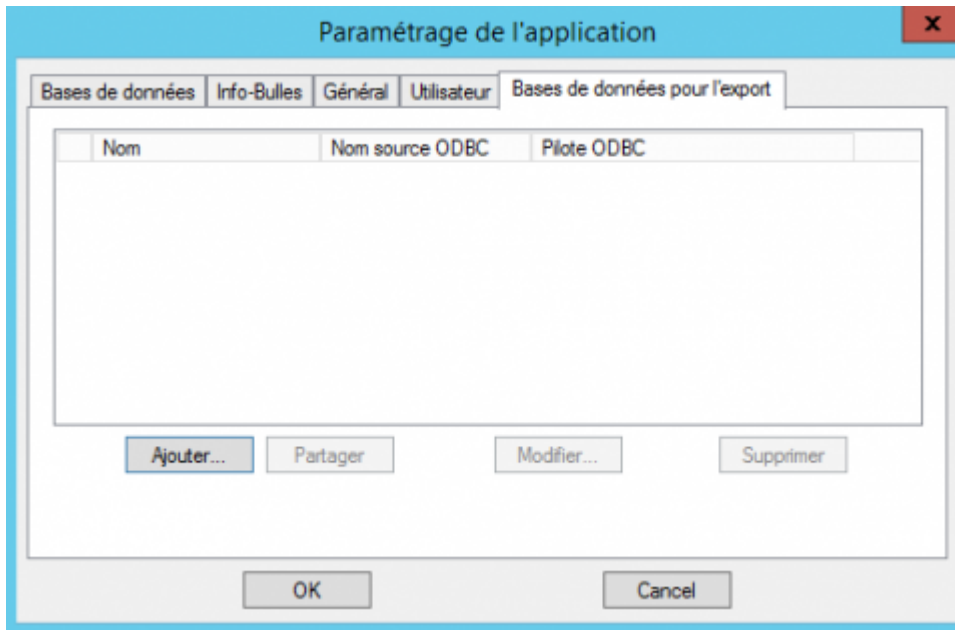 Paramétrage de l'application
x
Bases de données Info-Bulles Général Utilisateur Bases de données pour l'export
Nom Nom source ODBC Pilote ODBC
Ajouter... Partager Modifier... Supprimer
OK Cancel